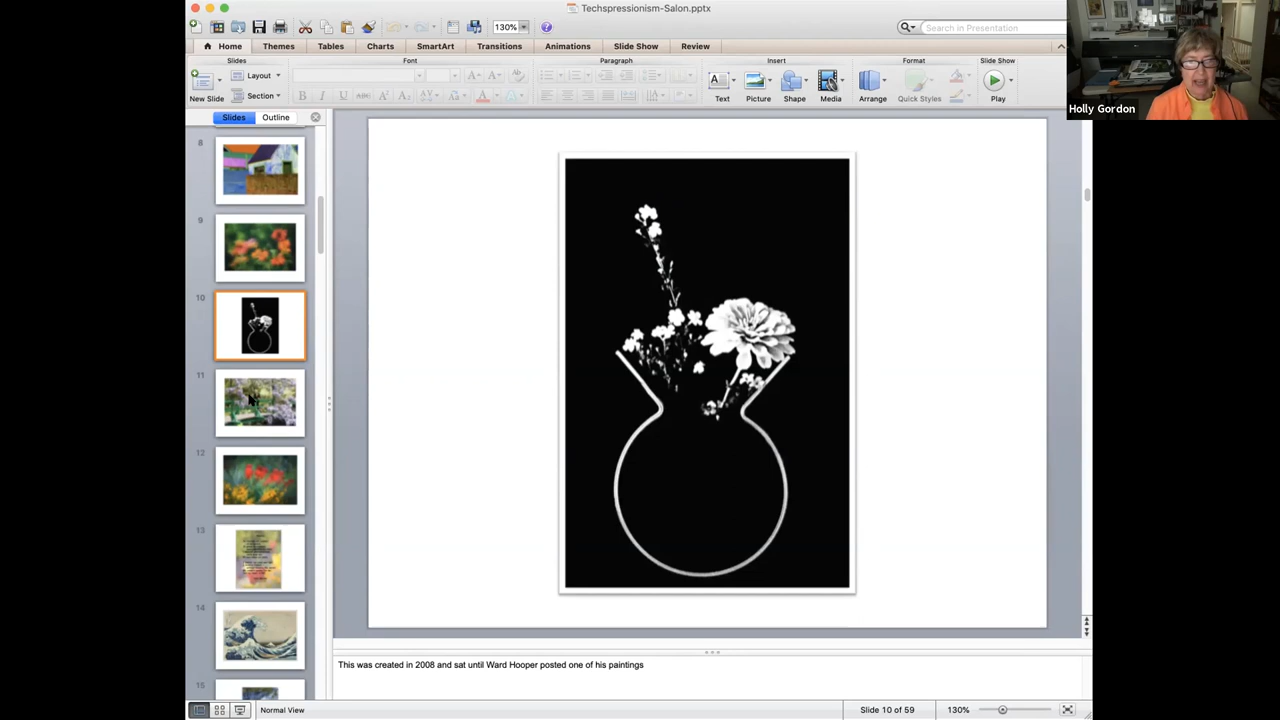 Techspressionism-Salon.pptx
130%
Search in Presentation
Home
Themes
Tables
Charts
SmartArt
Transitions
Animations
Slide Show
Review
Slides
Font
Paragraph
Insert
Format
Slide Show
New Slide
Layout
Section
Text
Picture
Shape
Media
Arrange
Quick Styles
Play
Holly Gordon
Slides
Outline
8
9
10
11
12
13
14
15
This was created in 2008 and sat until Ward Hooper posted one of his paintings
Normal View
Slide 10 of 59
130%